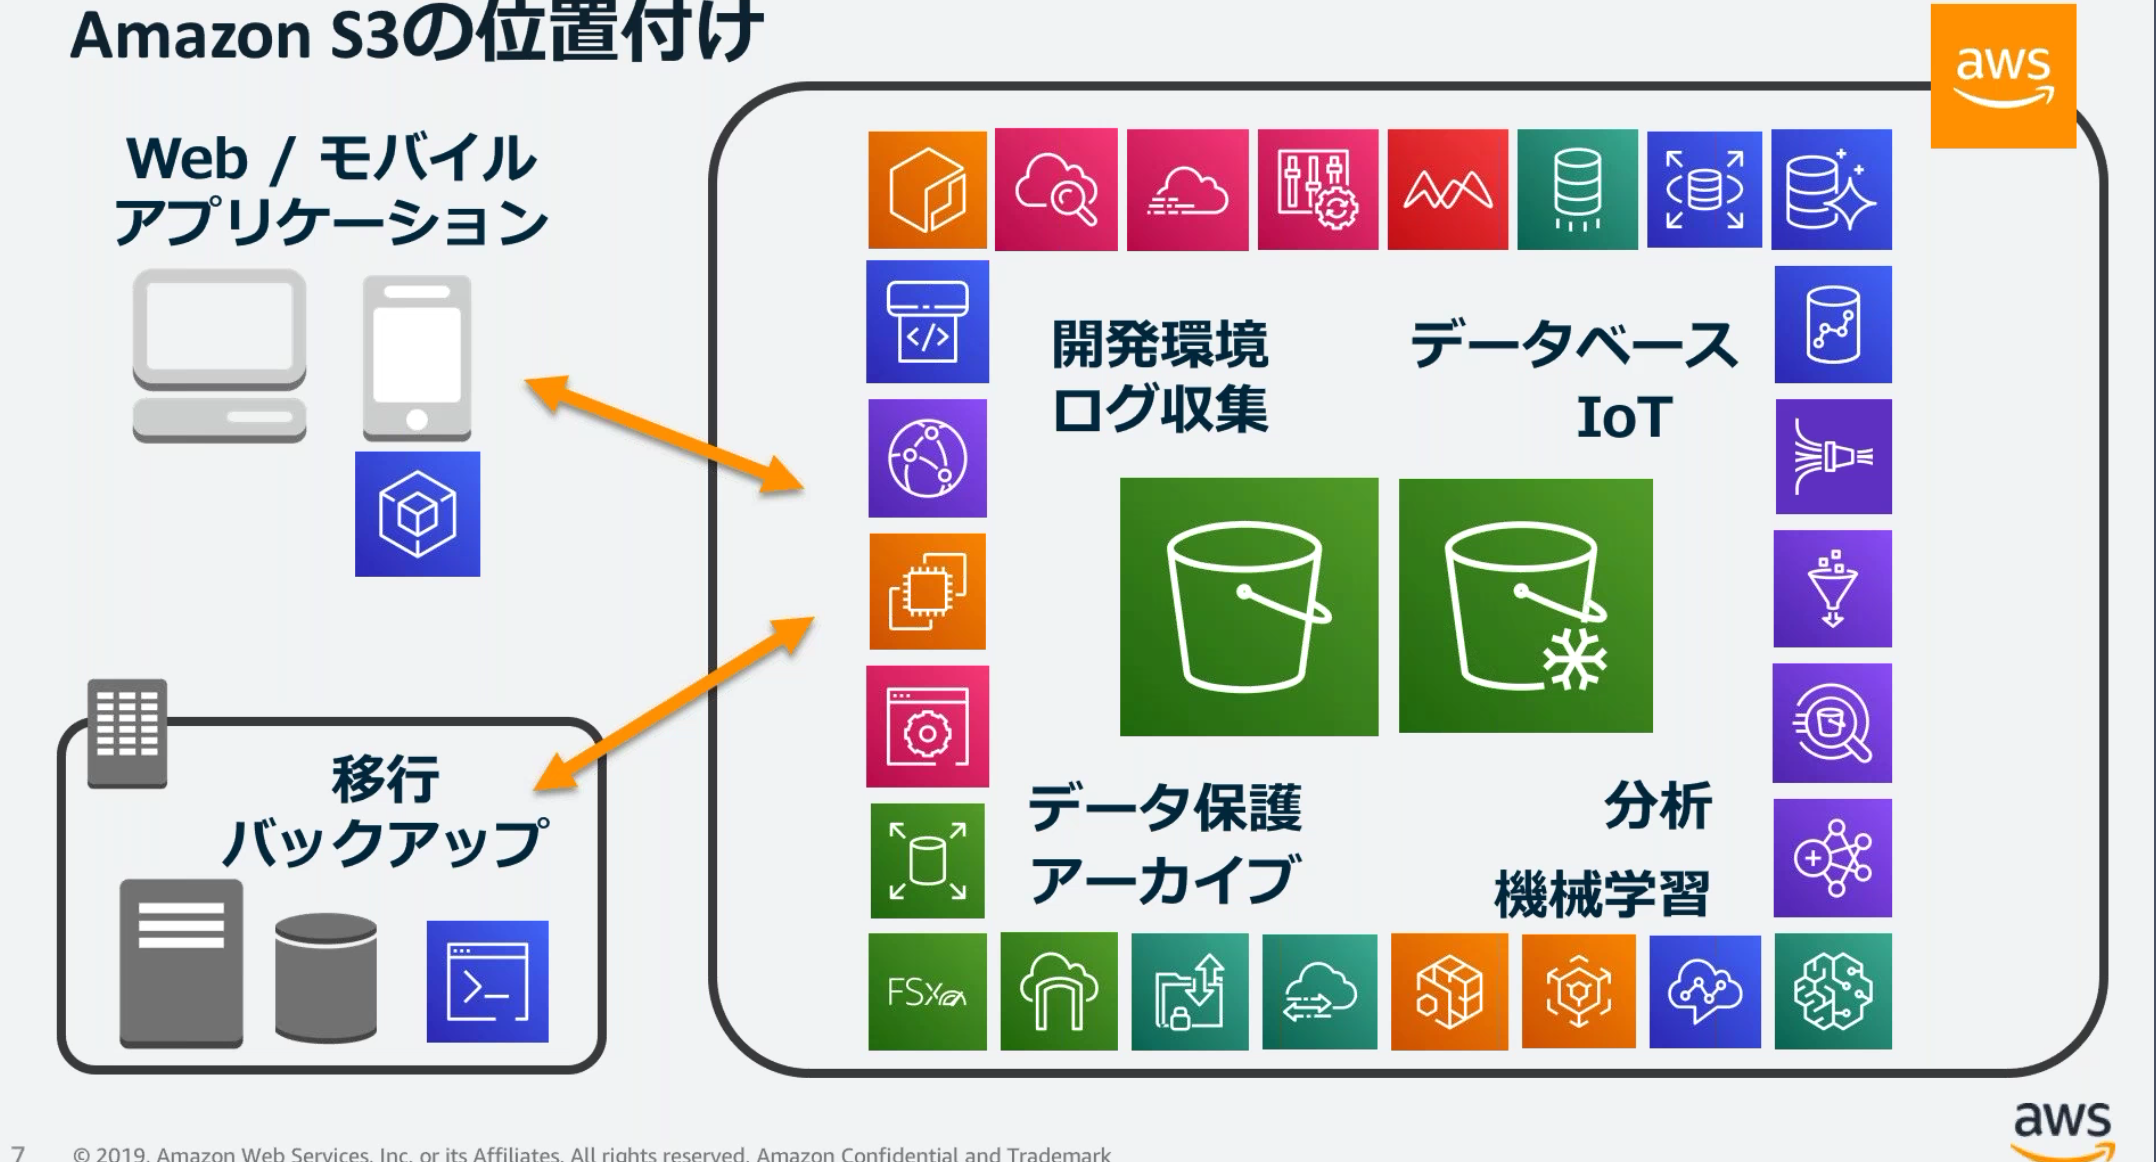 Amazon S3の位置付け
aws
Web / モバイル
アプリケーション
開発環境
ログ収集
データベース
IoT
移行
バックアップ
データ保護
アーカイブ
分析
機械学習
FSx
aws
7 © 2019, Amazon Web Services, Inc. or its Affiliates. All rights reserved. Amazon Confidential and Trademark